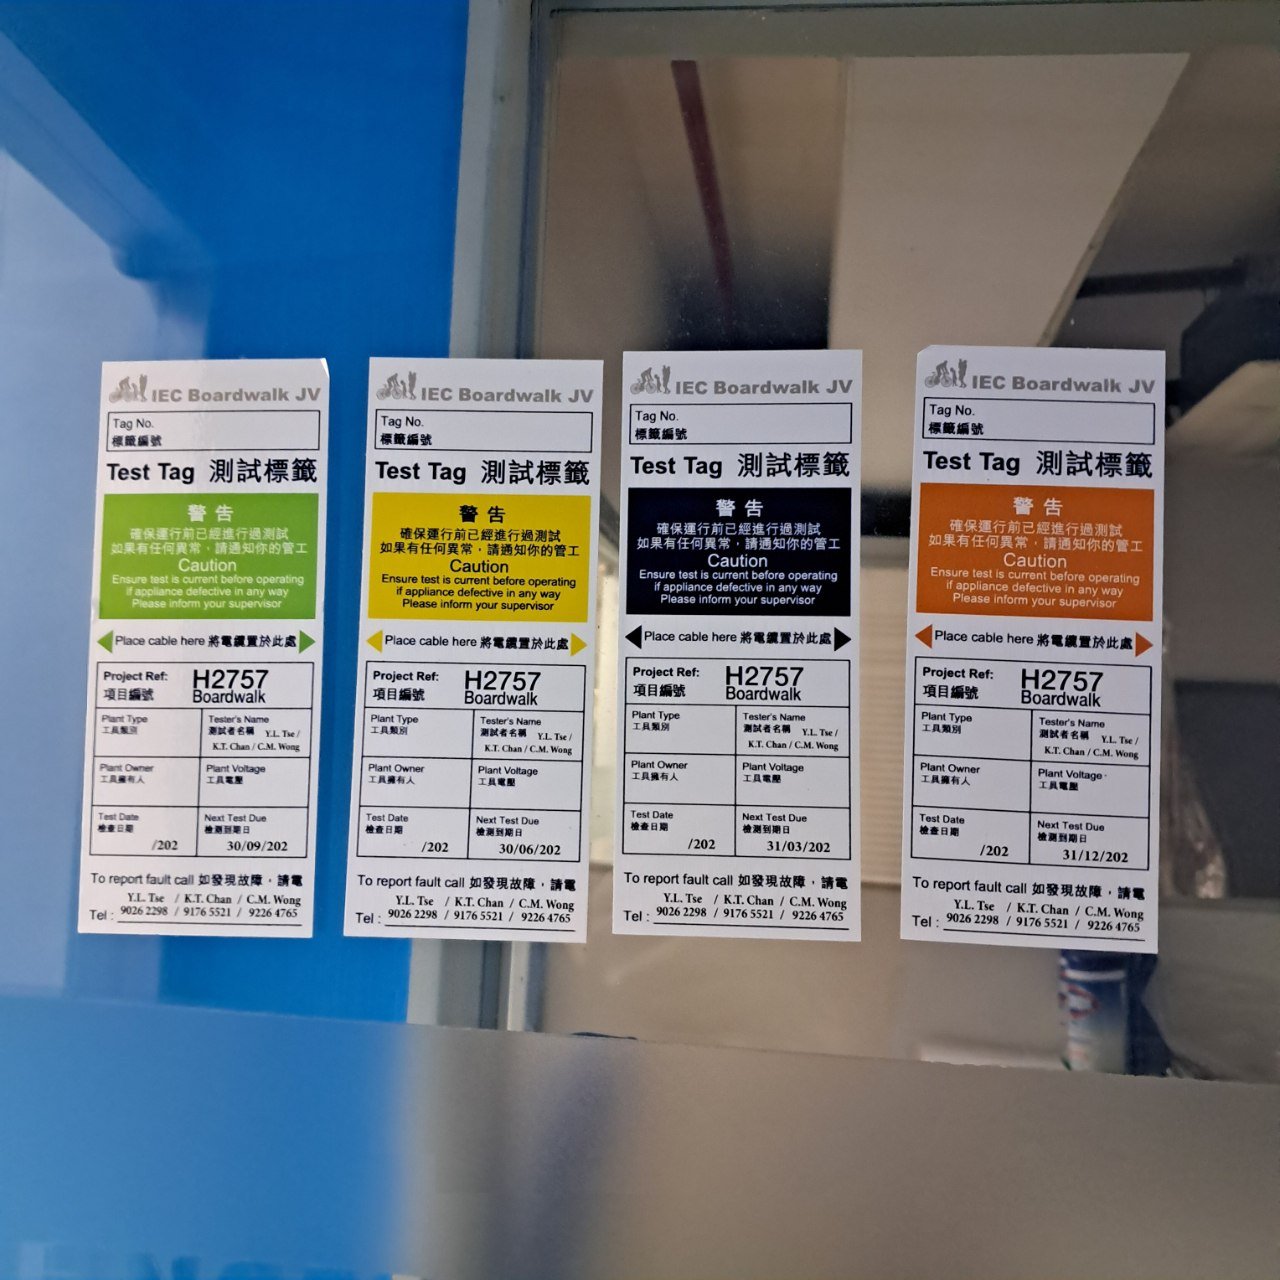 IEC Boardwalk JV
Tag No.
標籤編號
Test Tag 測試標籤
警告
確保運行前已經進行過測試
如果有任何異常，請通知你的管工
Caution
Ensure test is current before operating
if appliance defective in any way
Please inform your supervisor
Place cable here 將電纜置於此處
Project Ref: H2757
項目編號 Boardwalk
Plant Type Tester's Name
工具類別 測試者名稱 Y.L. Tse /
K.T. Chan / C.M. Wong
Plant Owner Plant Voltage
工具擁有人 工具電壓
Test Date Next Test Due
檢查日期 檢測到期日
/202 30/09/202
To report fault call 如發現故障，請電
Y.L. Tse / K.T. Chan / C.M. Wong
Tel : 9026 2298 / 9176 5521 / 9226 4765
IEC Boardwalk JV
Tag No.
標籤編號
Test Tag 測試標籤
警告
確保運行前已經進行過測試
如果有任何異常，請通知你的管工
Caution
Ensure test is current before operating
if appliance defective in any way
Please inform your supervisor
Place cable here 將電纜置於此處
Project Ref: H2757
項目編號 Boardwalk
Plant Type Tester's Name
工具類別 測試者名稱 Y.L. Tse /
K.T. Chan / C.M. Wong
Plant Owner Plant Voltage
工具擁有人 工具電壓
Test Date Next Test Due
檢查日期 檢測到期日
/202 30/06/202
To report fault call 如發現故障，請電
Y.L. Tse / K.T. Chan / C.M. Wong
Tel : 9026 2298 / 9176 5521 / 9226 4765
IEC Boardwalk JV
Tag No.
標籤編號
Test Tag 測試標籤
警告
確保運行前已經進行過測試
如果有任何異常，請通知你的管工
Caution
Ensure test is current before operating
if appliance defective in any way
Please inform your supervisor
Place cable here 將電纜置於此處
Project Ref: H2757
項目編號 Boardwalk
Plant Type Tester's Name
工具類別 測試者名稱 Y.L. Tse /
K.T. Chan / C.M. Wong
Plant Owner Plant Voltage
工具擁有人 工具電壓
Test Date Next Test Due
檢查日期 檢測到期日
/202 31/03/202
To report fault call 如發現故障，請電
Y.L. Tse / K.T. Chan / C.M. Wong
Tel : 9026 2298 / 9176 5521 / 9226 4765
IEC Boardwalk JV
Tag No.
標籤編號
Test Tag 測試標籤
警告
確保運行前已經進行過測試
如果有任何異常，請通知你的管工
Caution
Ensure test is current before operating
if appliance defective in any way
Please inform your supervisor
Place cable here 將電纜置於此處
Project Ref: H2757
項目編號 Boardwalk
Plant Type Tester's Name
工具類別 測試者名稱 Y.L. Tse /
K.T. Chan / C.M. Wong
Plant Owner Plant Voltage
工具擁有人 工具電壓
Test Date Next Test Due
檢查日期 檢測到期日
/202 31/12/202
To report fault call 如發現故障，請電
Y.L. Tse / K.T. Chan / C.M. Wong
Tel : 9026 2298 / 9176 5521 / 9226 4765